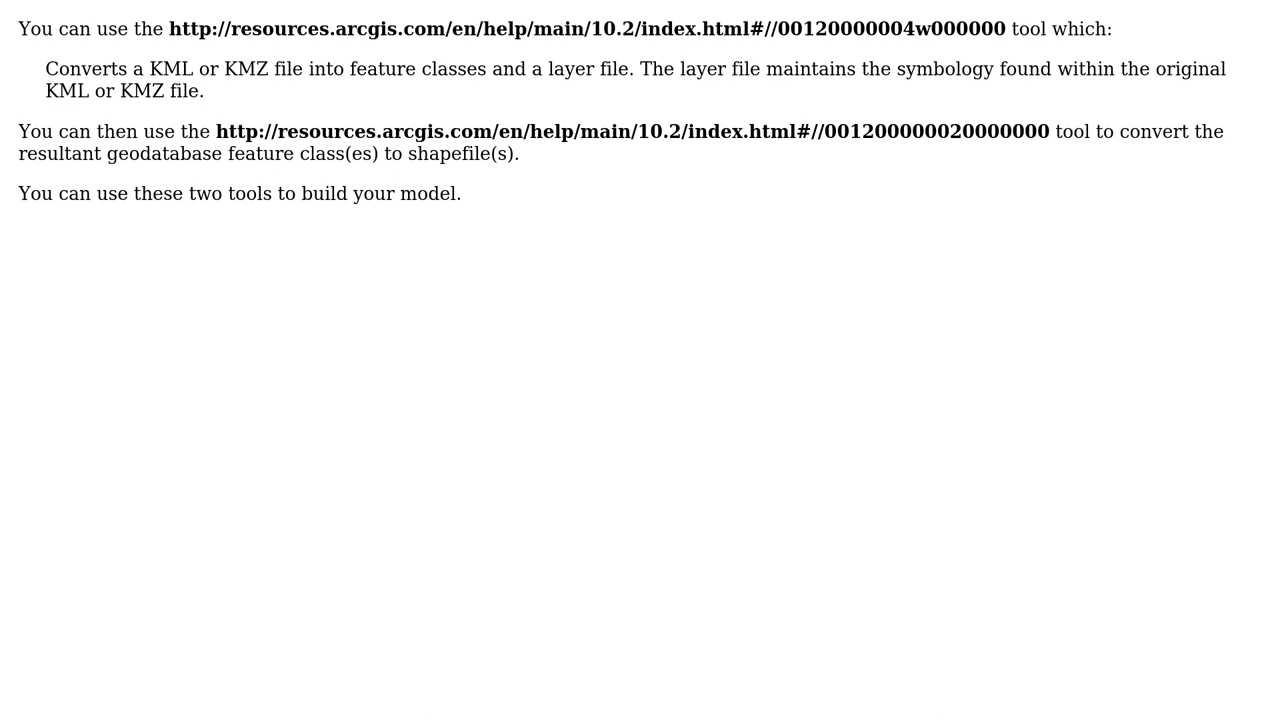 You can use the http://resources.arcgis.com/en/help/main/10.2/index.html#//00120000004w000000 tool which:
Converts a KML or KMZ file into feature classes and a layer file. The layer file maintains the symbology found within the original
KML or KMZ file.
You can then use the http://resources.arcgis.com/en/help/main/10.2/index.html#//001200000020000000 tool to convert the
resultant geodatabase feature class(es) to shapefile(s).
You can use these two tools to build your model.